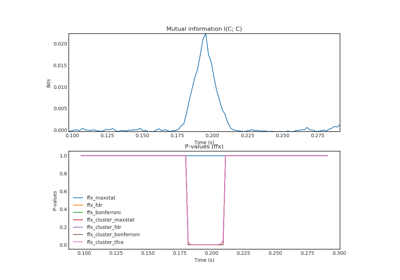 Mutual information I(C; C)
0.020
0.015
0.010
0.005
0.000
Bits
0.100 0.125 0.150 0.175 0.200 0.225 0.250 0.275 0.300
Time (s)
P-values (ffx)
1.0
0.8
0.6
0.4
0.2
0.0
P-values
ffx_maxstat
ffx_fdr
ffx_bonferroni
ffx_cluster_maxstat
ffx_cluster_fdr
ffx_cluster_bonferroni
ffx_cluster_tfce
0.100 0.125 0.150 0.175 0.200 0.225 0.250 0.275 0.300
Time (s)